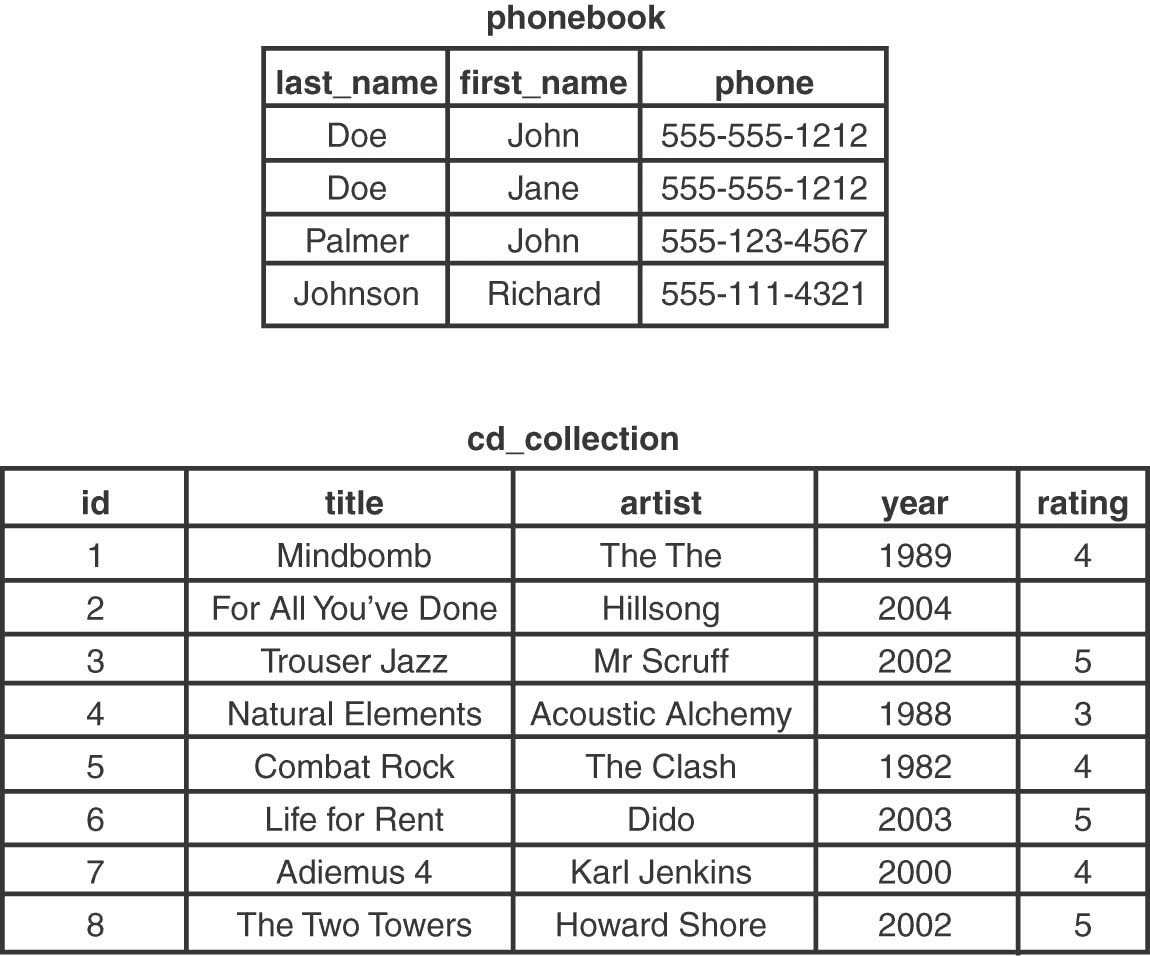 phonebook
last_name first_name phone
Doe John 555-555-1212
Doe Jane 555-555-1212
Palmer John 555-123-4567
Johnson Richard 555-111-4321
cd_collection
id title artist year rating
1 Mindbomb The The 1989 4
2 For All You’ve Done Hillsong 2004
3 Trouser Jazz Mr Scruff 2002 5
4 Natural Elements Acoustic Alchemy 1988 3
5 Combat Rock The Clash 1982 4
6 Life for Rent Dido 2003 5
7 Adiemus 4 Karl Jenkins 2000 4
8 The Two Towers Howard Shore 2002 5